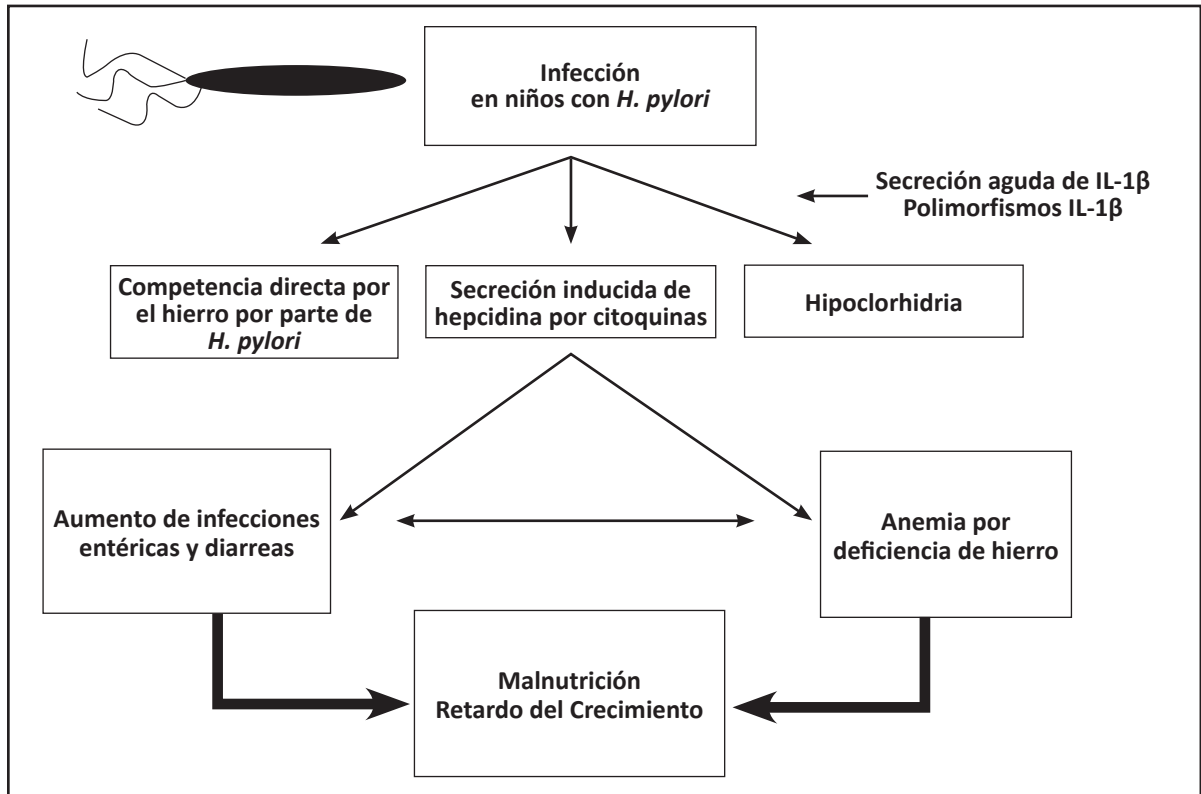 Infección
en niños con H. pylori
Secreción aguda de IL-1β
Polimorfismos IL-1β
Competencia directa por
el hierro por parte de
H. pylori
Secreción inducida de
hepcidina por citoquinas
Hipoclorhidria
Aumento de infecciones
entéricas y diarreas
Anemia por
deficiencia de hierro
Malnutrición
Retardo del Crecimiento